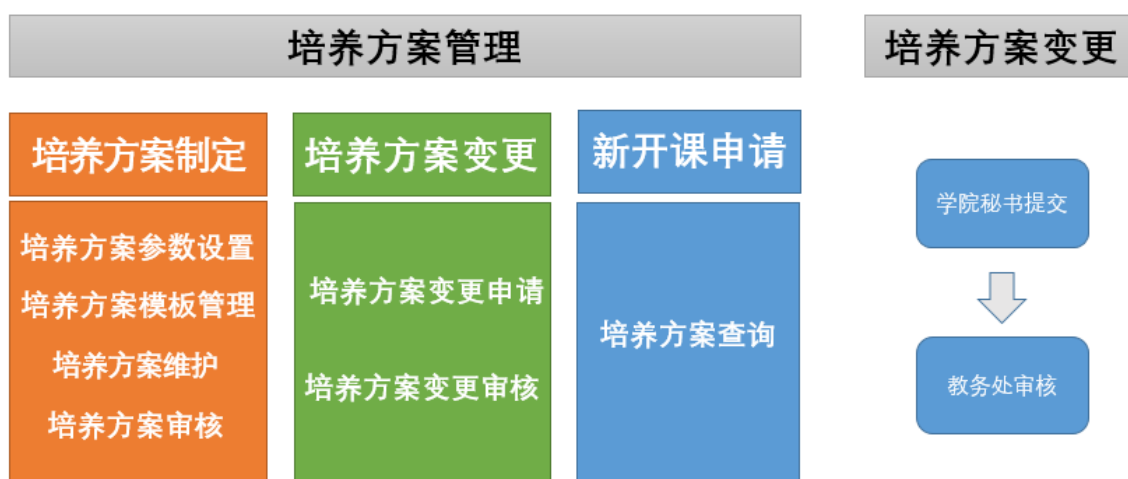 培养方案管理
培养方案制定
培养方案参数设置
培养方案模板管理
培养方案维护
培养方案审核
培养方案变更
培养方案变更申请
培养方案变更审核
新开课申请
培养方案查询
培养方案变更
学院秘书提交
教务处审核